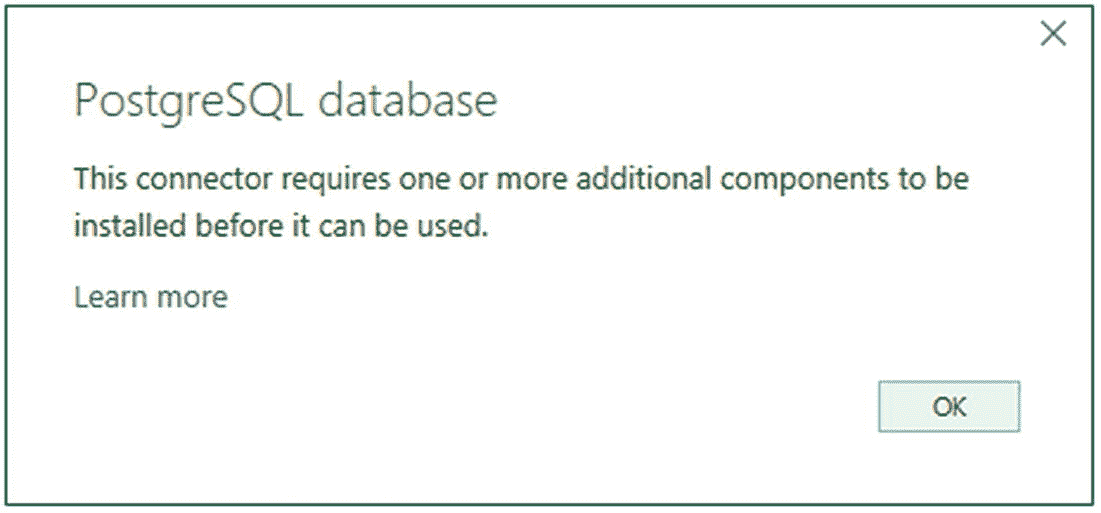 PostgreSQL database
This connector requires one or more additional components to be
installed before it can be used.
Learn more
OK